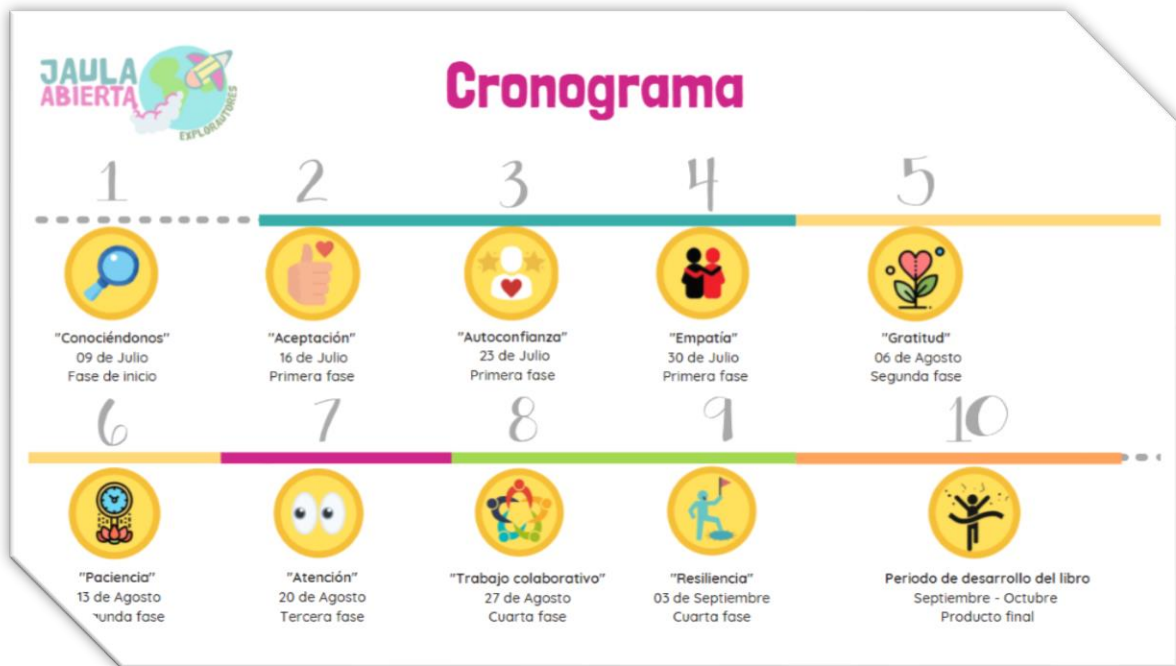 JAULA
ABIERTA
EXPLORAUTORES
Cronograma
1
2
3
4
5
"Conociéndonos"
09 de Julio
Fase de inicio
"Aceptación"
16 de Julio
Primera fase
"Autoconfianza"
23 de Julio
Primera fase
"Empatía"
30 de Julio
Primera fase
"Gratitud"
06 de Agosto
Segunda fase
6
7
8
9
10
"Paciencia"
13 de Agosto
fase
"Atención"
20 de Agosto
Tercera fase
"Trabajo colaborativo"
27 de Agosto
Cuarta fase
"Resiliencia"
03 de Septiembre
Cuarta fase
Periodo de desarrollo del libro
Septiembre - Octubre
Producto final